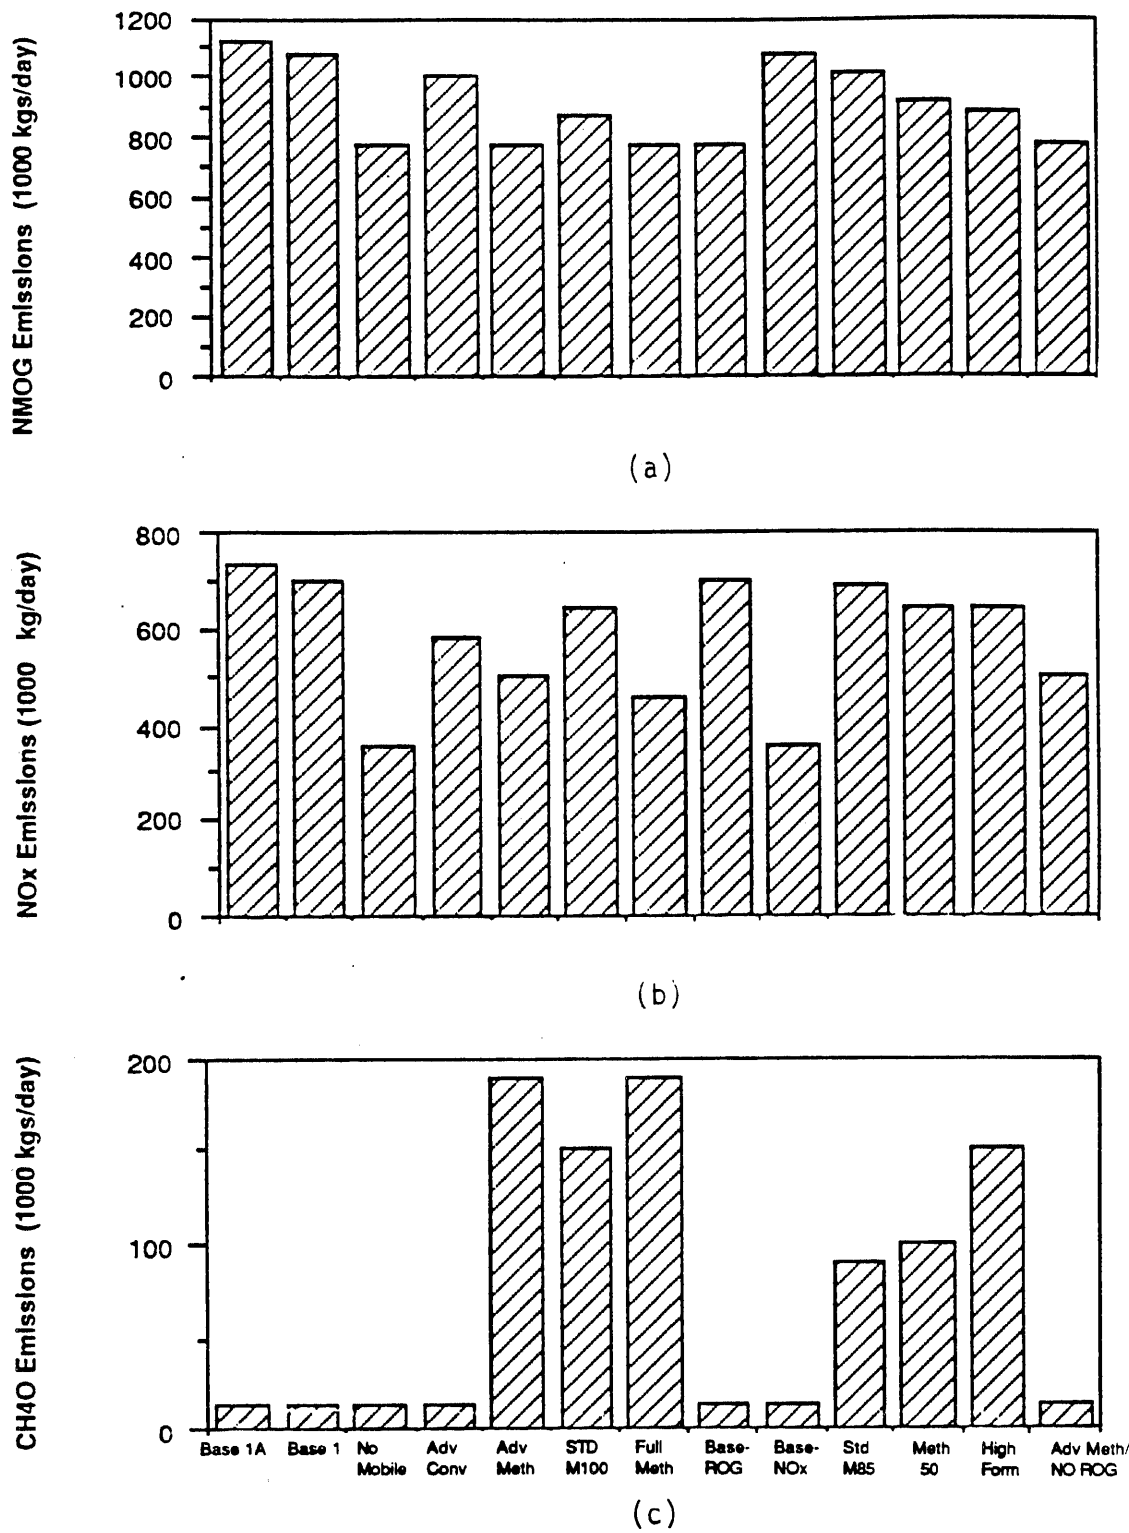 NMOG Emissions (1000 kgs/day)
1200
1000
800
600
400
200
0
(a)
NOx Emissions (1000 kg/day)
800
600
400
200
0
(b)
CH4O Emissions (1000 kgs/day)
200
100
0
Base 1A Base 1 No Adv Adv STD Full Base- Base- Std Meth High Adv Meth/
Mobile Conv Meth M100 Meth ROG NOx M85 50 Form NO ROG
(c)